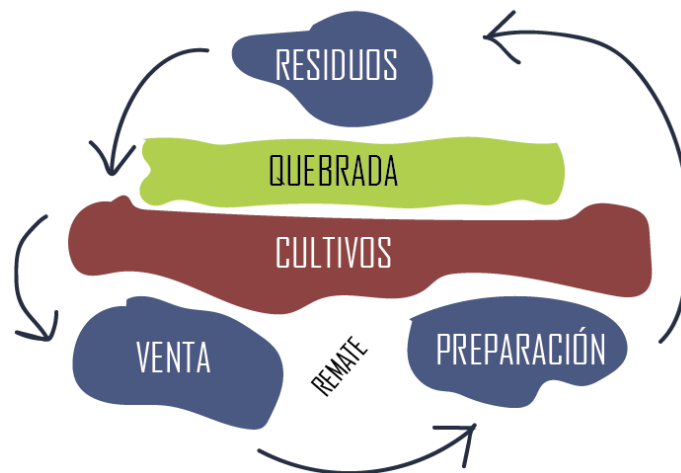 RESIDUOS
QUEBRADA
CULTIVOS
VENTA
REMATE
PREPARACIÓN